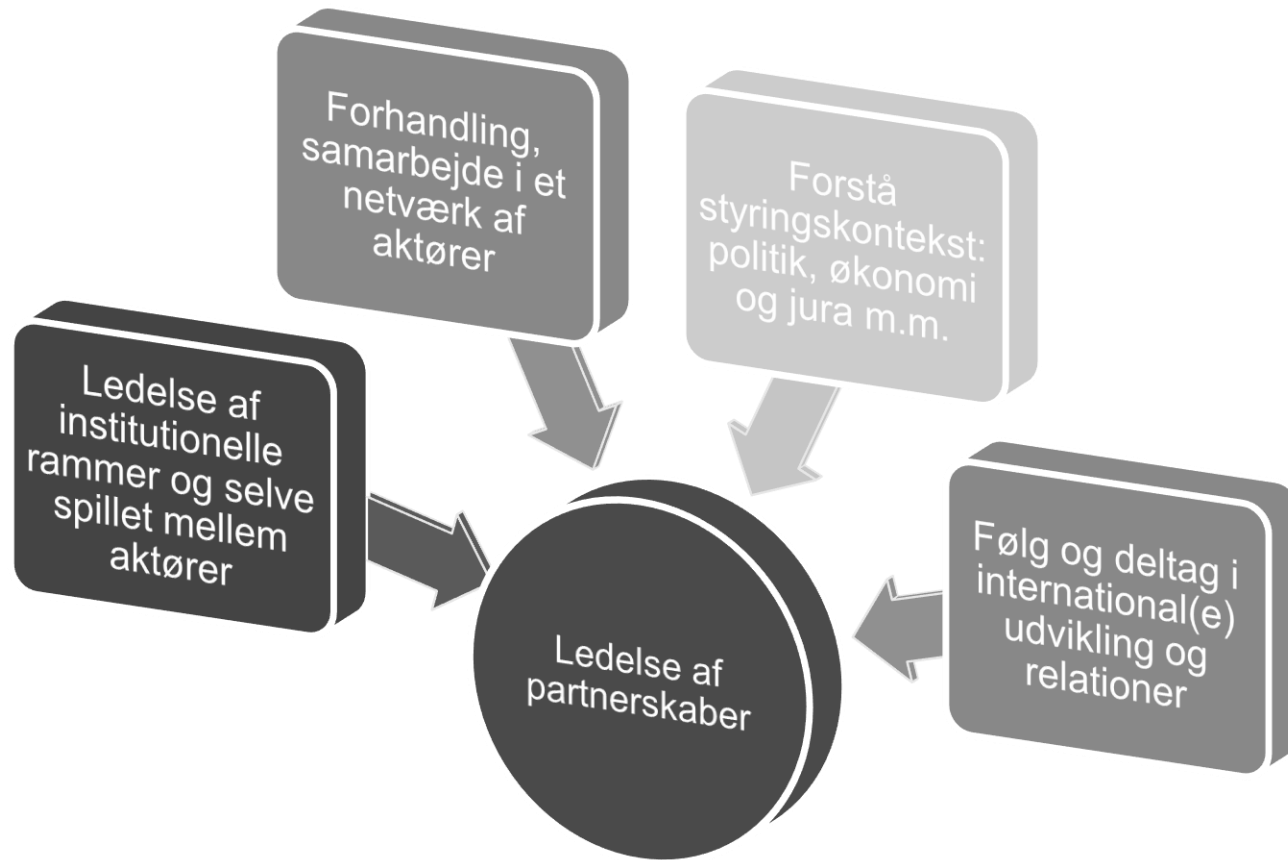 Forhandling,
samarbejde i et
netværk af
aktører
Forstå
styringskontekst:
politik, økonomi
og jura m.m.
Ledelse af
institutionelle
rammer og selve
spillet mellem
aktører
Følg og deltag i
international(e)
udvikling og
relationer
Ledelse af
partnerskaber